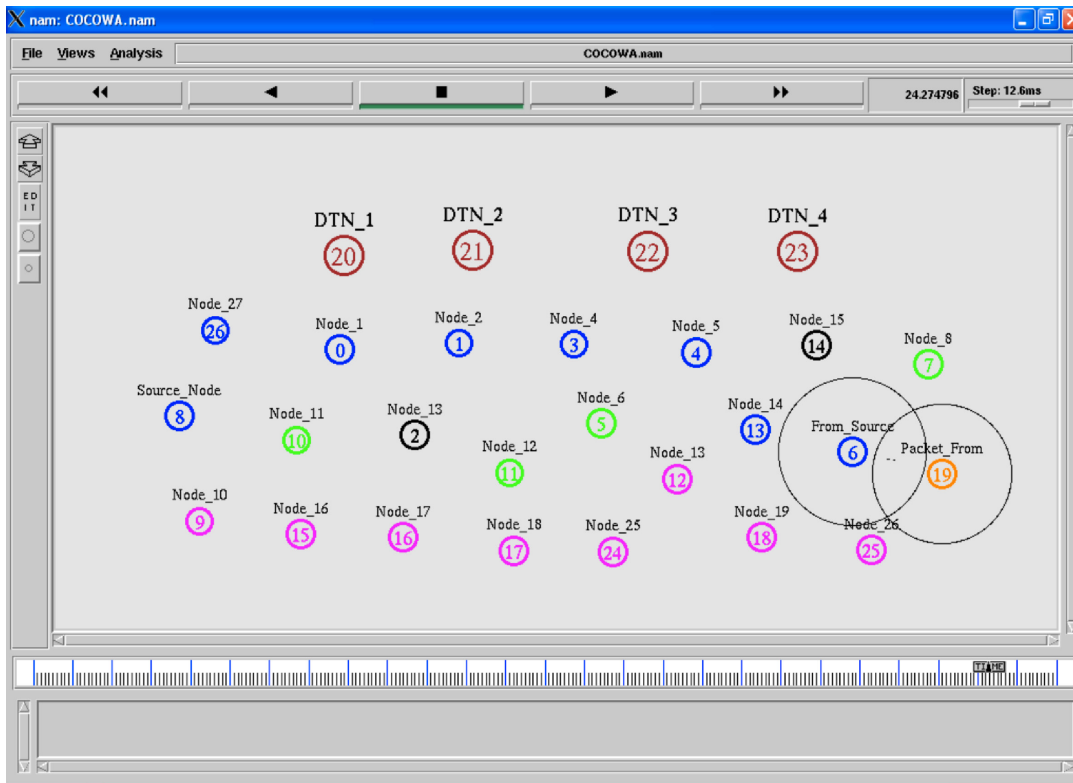 nam: COCOWA.nam
File Views Analysis COCOWA.nam
24.274796 Step: 12.6ms
ED
IT
DTN_1 DTN_2 DTN_3 DTN_4
20 21 22 23
Node_27 Node_1 Node_2 Node_4 Node_5 Node_15 Node_8
26 0 1 3 4 14 7
Source_Node Node_11 Node_13 Node_6 Node_14 From_Source Packet_From
8 10 2 5 13 6 19
Node_12 Node_13
11 12
Node_10 Node_16 Node_17 Node_18 Node_25 Node_19 Node_26
9 15 16 17 24 18 25
TIME